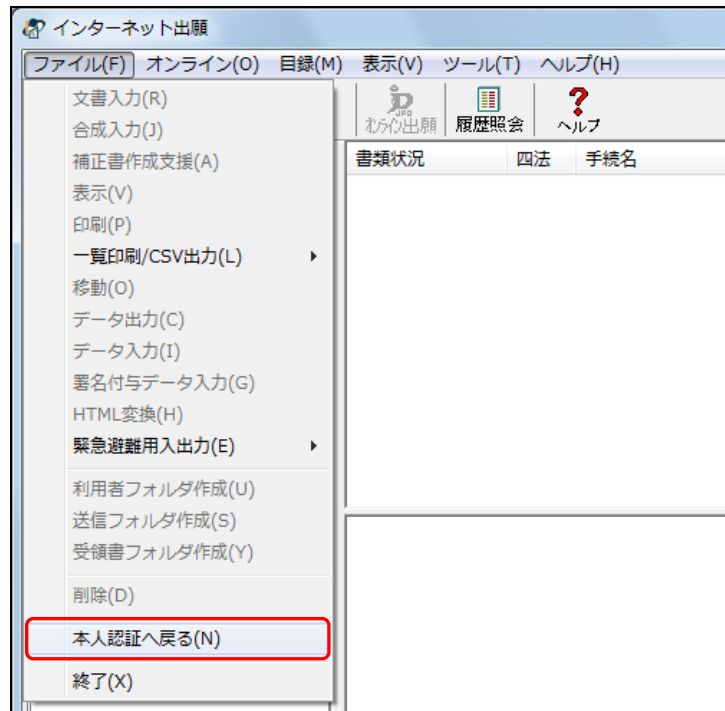 インターネット出願
ファイル(F) オンライン(O) 目録(M) 表示(V) ツール(T) ヘルプ(H)
文書入力(R)
合成入力(J)
補正書作成支援(A)
表示(V)
印刷(P)
一覧印刷/CSV出力(L)
移動(O)
データ出力(C)
データ入力(I)
署名付与データ入力(G)
HTML変換(H)
緊急避難用入出力(E)
利用者フォルダ作成(U)
送信フォルダ作成(S)
受領書フォルダ作成(Y)
削除(D)
本人認証へ戻る(N)
終了(X)
JPO
オンライン出願 履歴照会 ヘルプ
書類状況 四法 手続名